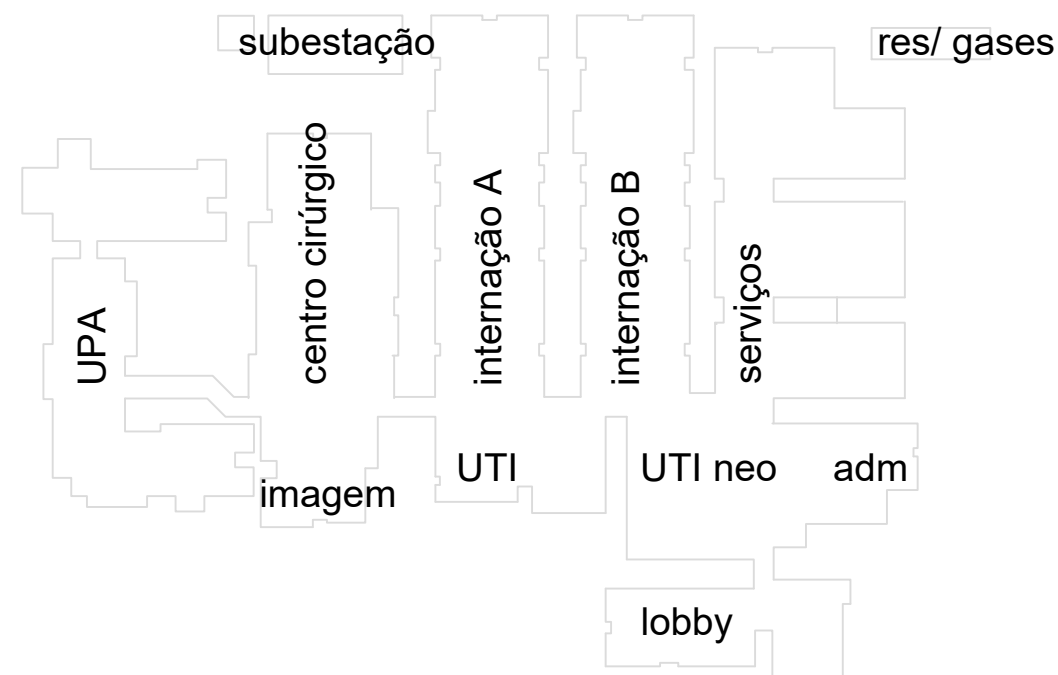 subestação
res/ gases
centro cirúrgico
internação A
internação B
serviços
UPA
UTI
UTI neo
adm
imagem
lobby